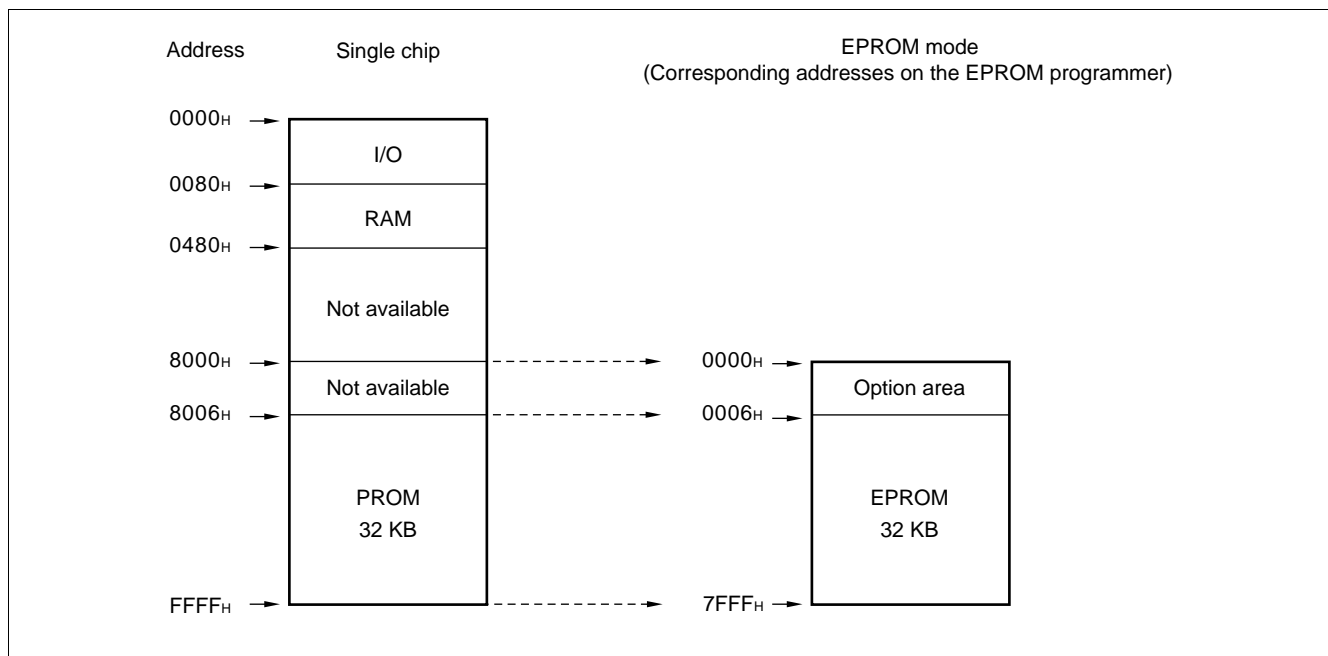 Address
Single chip
EPROM mode
(Corresponding addresses on the EPROM programmer)
0000H
I/O
0080H
RAM
0480H
Not available
8000H
0000H
Not available
Option area
8006H
0006H
PROM
32 KB
EPROM
32 KB
FFFFH
7FFFH